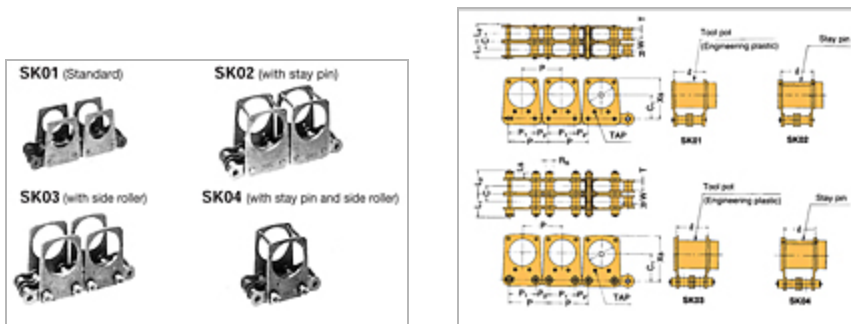 SK01 (Standard)
SK02 (with stay pin)
SK03 (with side roller)
SK04 (with stay pin and side roller)
Tool pot
(Engineering plastic)
Stay pin
P
TAP
P
SK01
SK02
Tool pot
(Engineering plastic)
Stay pin
P
TAP
P
SK03
SK04